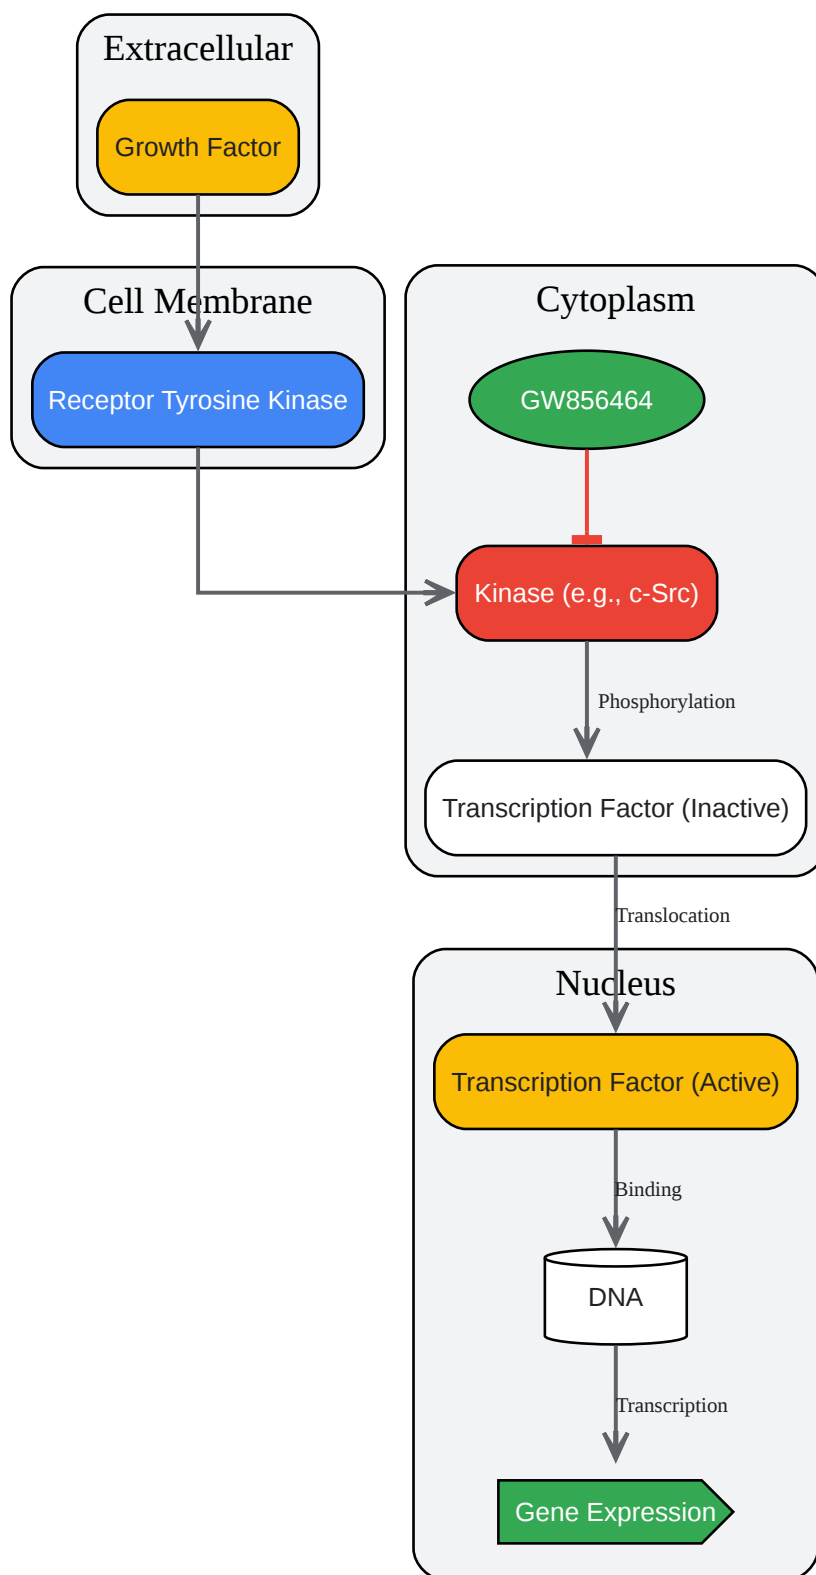 Extracellular
Growth Factor
Cell Membrane
Receptor Tyrosine Kinase
Cytoplasm
GW856464
Kinase (e.g., c-Src)
Phosphorylation
Transcription Factor (Inactive)
Translocation
Nucleus
Transcription Factor (Active)
Binding
DNA
Transcription
Gene Expression